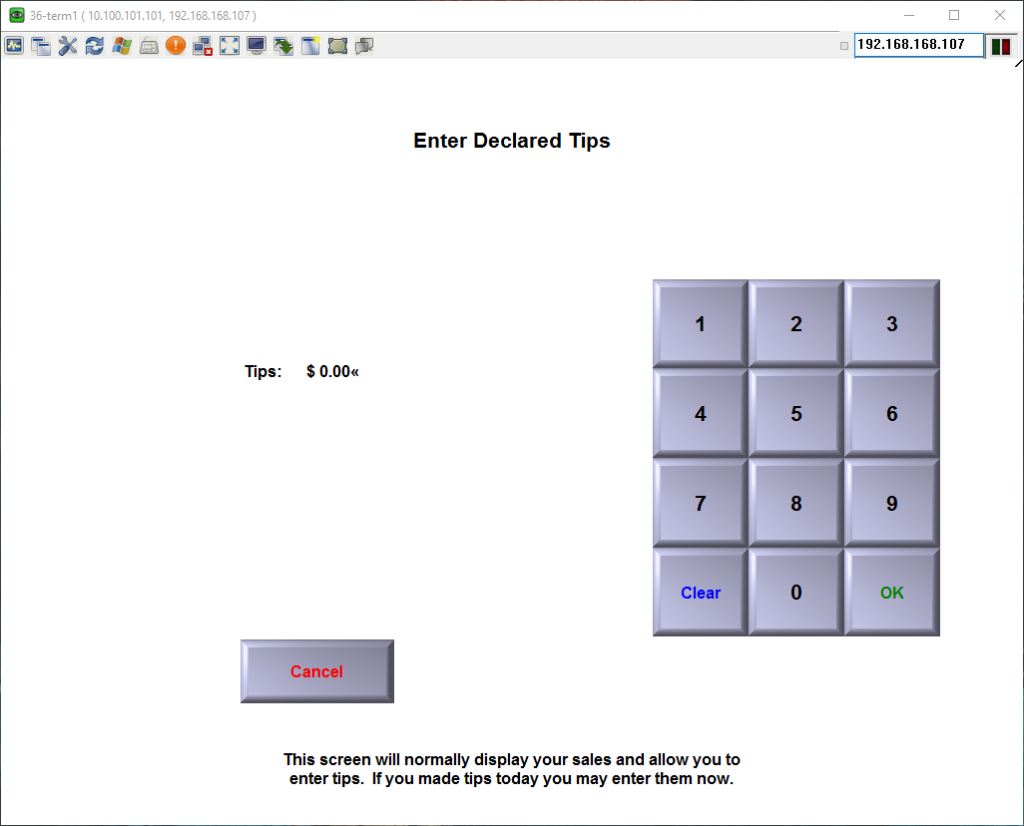 36-term1 ( 10.100.101.101, 192.168.168.107 )
192.168.168.107
Enter Declared Tips
1 2 3
Tips: $ 0.00«
4 5 6
7 8 9
Clear 0 OK
Cancel
This screen will normally display your sales and allow you to
enter tips.  If you made tips today you may enter them now.